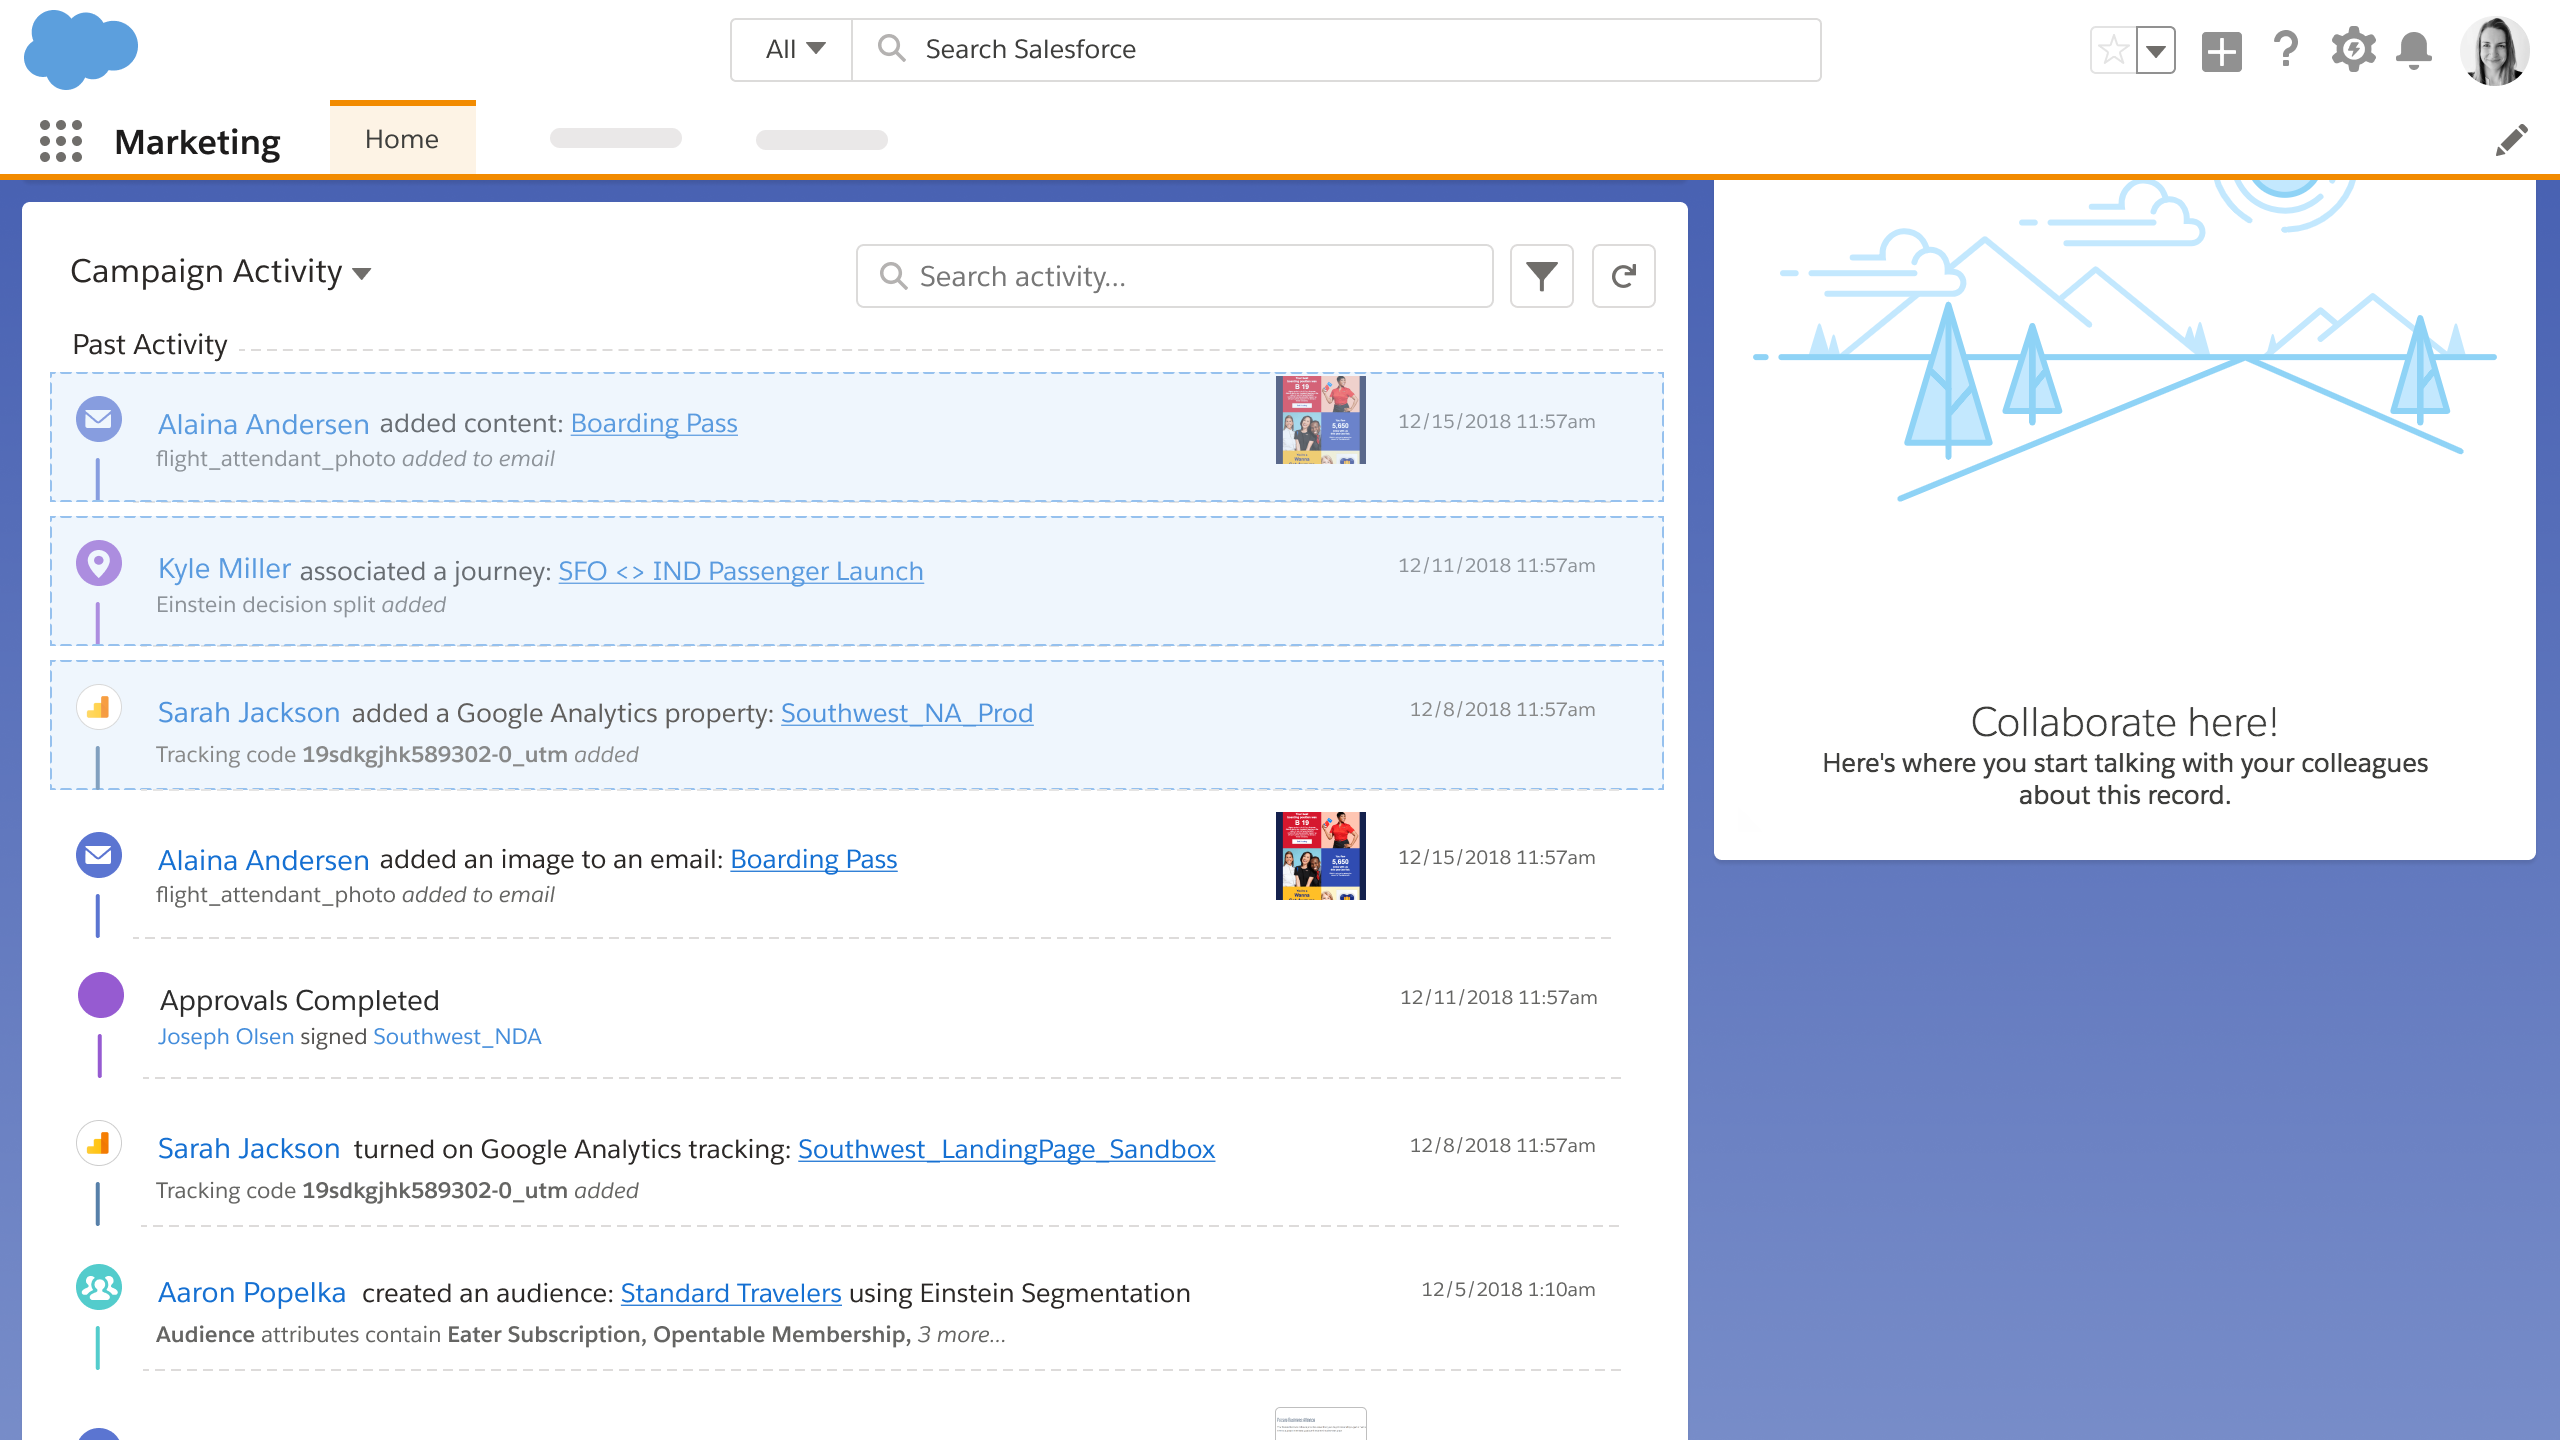 All
Search Salesforce
Marketing
Home
Campaign Activity
Search activity...
Past Activity
Alaina Andersen added content: Boarding Pass
12/15/2018 11:57am
flight_attendant_photo added to email
B 19
5,650
Kyle Miller associated a journey: SFO <> IND Passenger Launch
12/11/2018 11:57am
Einstein decision split added
Sarah Jackson added a Google Analytics property: Southwest_NA_Prod
12/8/2018 11:57am
Tracking code 19sdkgjhk589302-0_utm added
Alaina Andersen added an image to an email: Boarding Pass
12/15/2018 11:57am
flight_attendant_photo added to email
B 19
5,650
Approvals Completed
12/11/2018 11:57am
Joseph Olsen signed Southwest_NDA
Sarah Jackson turned on Google Analytics tracking: Southwest_LandingPage_Sandbox
12/8/2018 11:57am
Tracking code 19sdkgjhk589302-0_utm added
Aaron Popelka created an audience: Standard Travelers using Einstein Segmentation
12/5/2018 1:10am
Audience attributes contain Eater Subscription, Opentable Membership, 3 more...
Collaborate here!
Here's where you start talking with your colleagues
about this record.